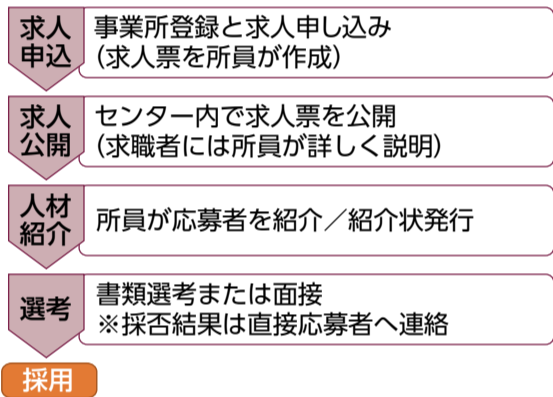 求人
申込
事業所登録と求人申し込み
(求人票を所員が作成)
求人
公開
センター内で求人票を公開
(求職者には所員が詳しく説明)
人材
紹介
所員が応募者を紹介／紹介状発行
選考
書類選考または面接
※採否結果は直接応募者へ連絡
採用